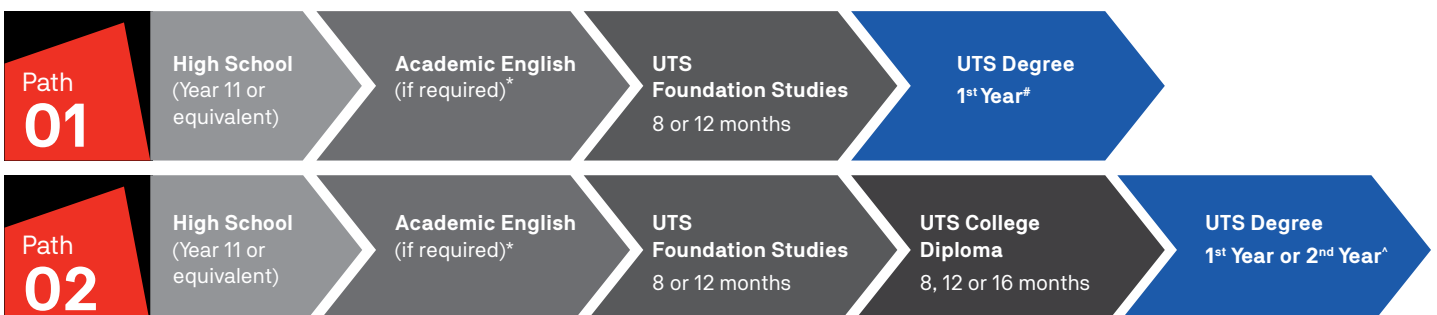 Path
01
High School
(Year 11 or
equivalent)
Academic English
(if required)*
UTS
Foundation Studies
8 or 12 months
UTS Degree
1st Year#
Path
02
High School
(Year 11 or
equivalent)
Academic English
(if required)*
UTS
Foundation Studies
8 or 12 months
UTS College
Diploma
8, 12 or 16 months
UTS Degree
1st Year or 2nd Year^